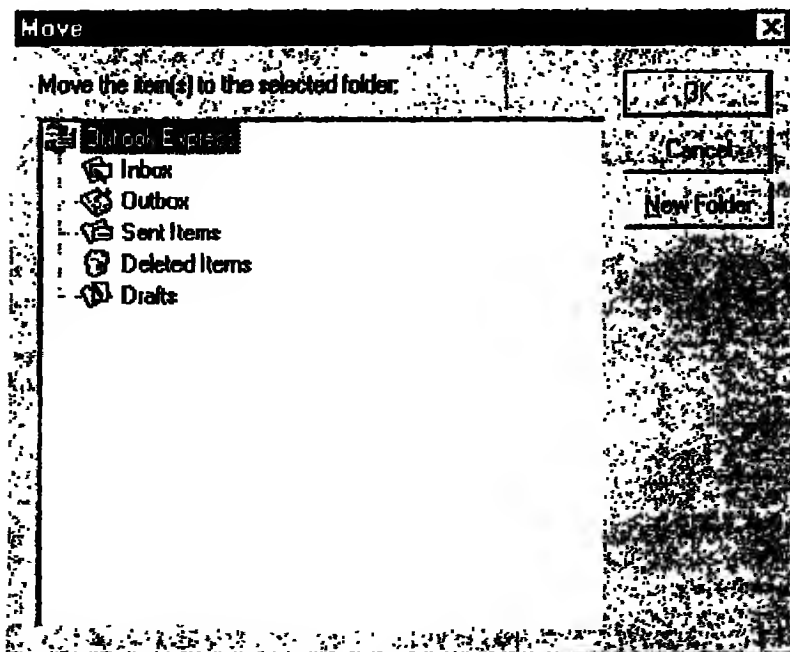 Move
Move the item(s) to the selected folder:
OK
Outlook Express
Cancel
Inbox
Outbox
New Folder
Sent Items
Deleted Items
Drafts